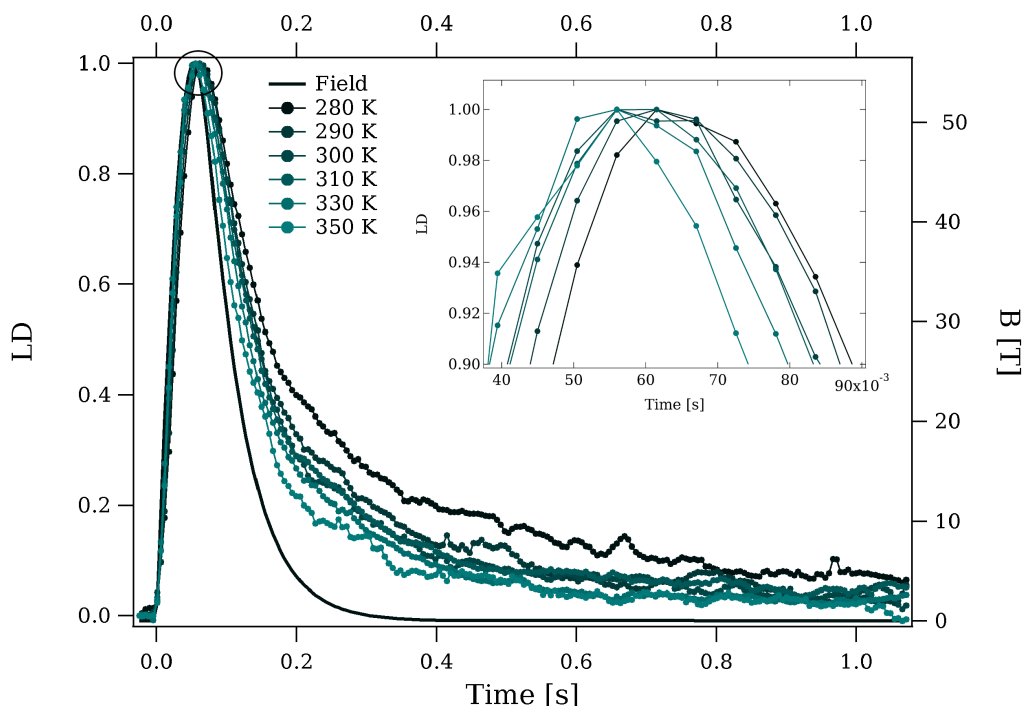 0.0 0.2 0.4 0.6 0.8 1.0
1.0
0.8
0.6
0.4
0.2
0.0
LD
Field
280 K
290 K
300 K
310 K
330 K
350 K
1.00
0.98
0.96
0.94
0.92
0.90
LD
40 50 60 70 80 90x10⁻³
Time [s]
50
40
30
20
10
0
B [T]
0.0 0.2 0.4 0.6 0.8 1.0
Time [s]